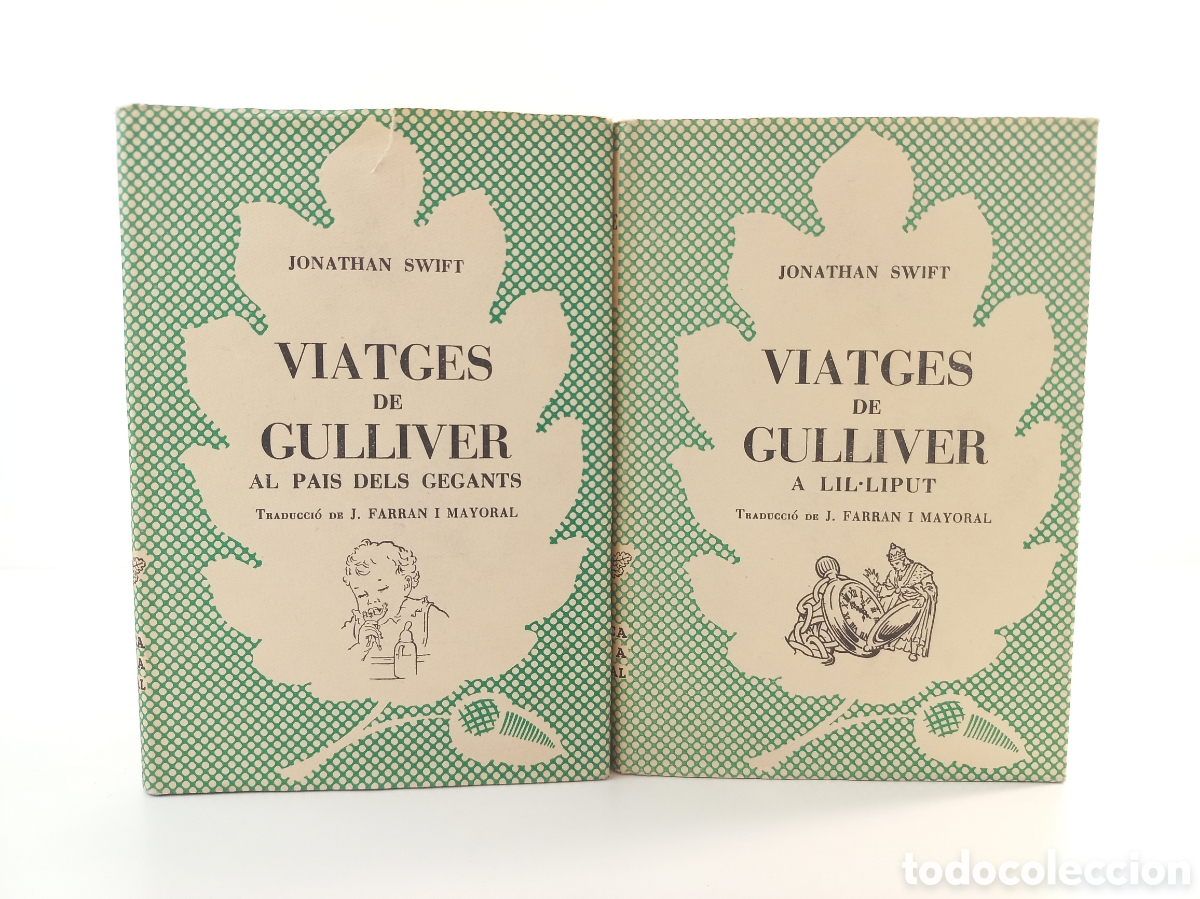 JONATHAN SWIFT
VIATGES
DE
GULLIVER
AL PAIS DELS GEGANTS
TRADUCCIÓ DE J. FARRAN I MAYORAL
JONATHAN SWIFT
VIATGES
DE
GULLIVER
A LIL·LIPUT
TRADUCCIÓ DE J. FARRAN I MAYORAL
todocoleccion